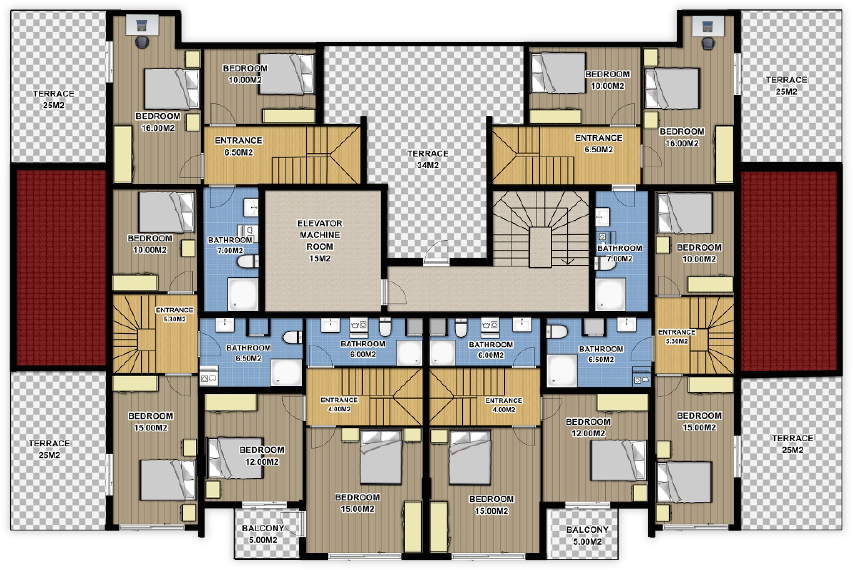 TERRACE
25M2
BEDROOM
16.00M2
BEDROOM
10.00M2
ENTRANCE
6.50M2
TERRACE
34M2
BEDROOM
10.00M2
ENTRANCE
6.50M2
BEDROOM
16.00M2
TERRACE
25M2
BEDROOM
10.00M2
BATHROOM
7.00M2
ELEVATOR
MACHINE
ROOM
15M2
BATHROOM
7.00M2
BEDROOM
10.00M2
ENTRANCE
5.30M2
BATHROOM
6.50M2
BATHROOM
6.00M2
BATHROOM
6.00M2
BATHROOM
6.50M2
ENTRANCE
5.30M2
TERRACE
25M2
BEDROOM
15.00M2
BEDROOM
12.00M2
ENTRANCE
4.00M2
ENTRANCE
4.00M2
BEDROOM
12.00M2
BEDROOM
15.00M2
TERRACE
25M2
BALCONY
5.00M2
BEDROOM
15.00M2
BEDROOM
15.00M2
BALCONY
5.00M2